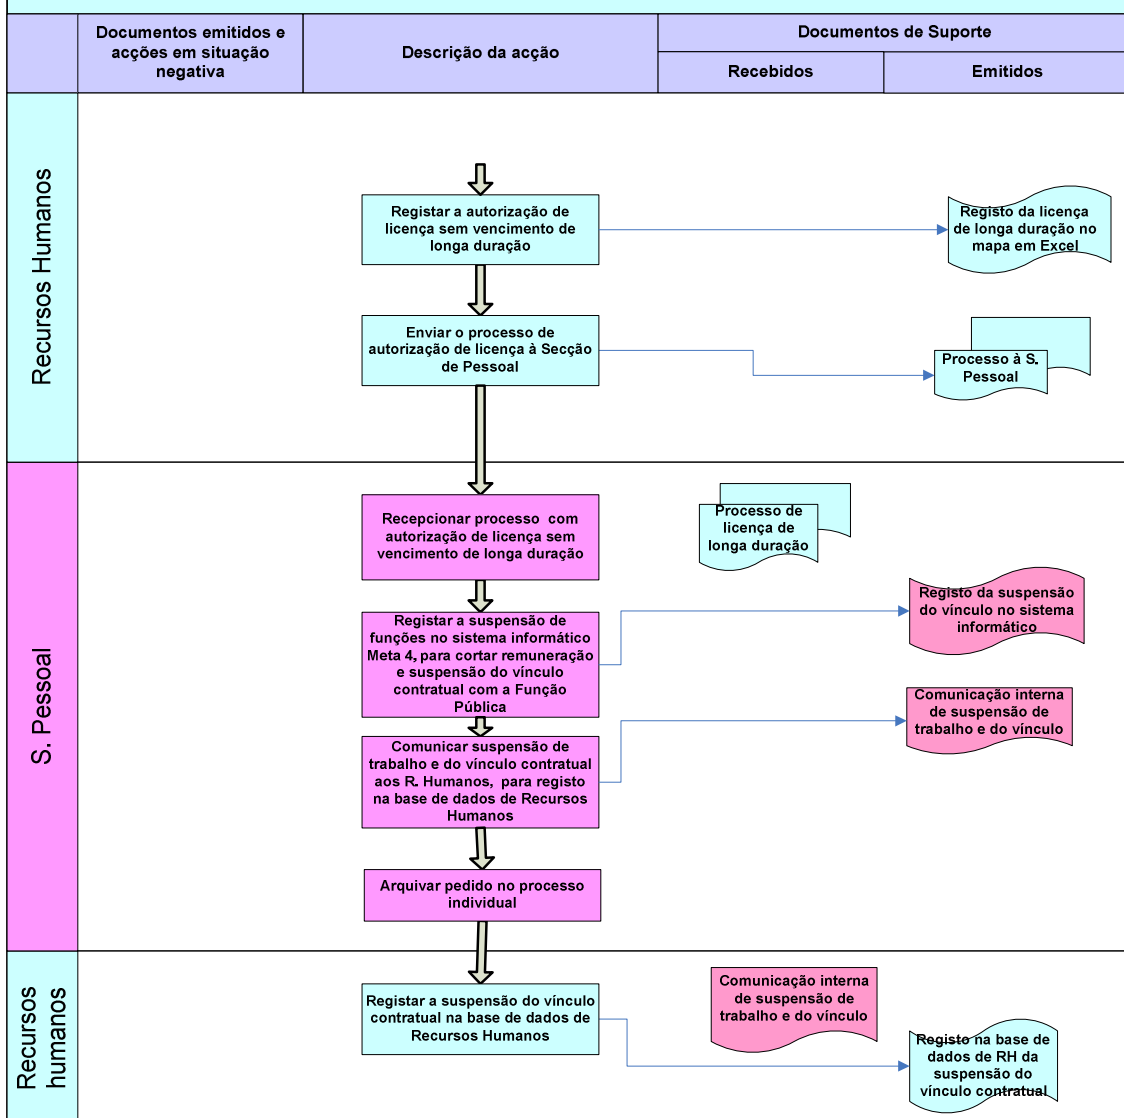 Documentos emitidos e
acções em situação
negativa
Descrição da acção
Documentos de Suporte
Recebidos
Emitidos
Recursos Humanos
Registar a autorização de
licença sem vencimento de
longa duração
Registo da licença
de longa duração no
mapa em Excel
Enviar o processo de
autorização de licença à Secção
de Pessoal
Processo à S.
Pessoal
S. Pessoal
Recepcionar processo com
autorização de licença sem
vencimento de longa duração
Processo de
licença de
longa duração
Registar a suspensão de
funções no sistema informático
Meta 4, para cortar remuneração
e suspensão do vínculo
contratual com a Função
Pública
Registo da suspensão
do vínculo no sistema
informático
Comunicar suspensão de
trabalho e do vínculo contratual
aos R. Humanos, para registo
na base de dados de Recursos
Humanos
Comunicação interna
de suspensão de
trabalho e do vínculo
Arquivar pedido no processo
individual
Recursos
humanos
Registar a suspensão do vínculo
contratual na base de dados de
Recursos Humanos
Comunicação interna
de suspensão de
trabalho e do vínculo
Registo na base de
dados de RH da
suspensão do
vínculo contratual